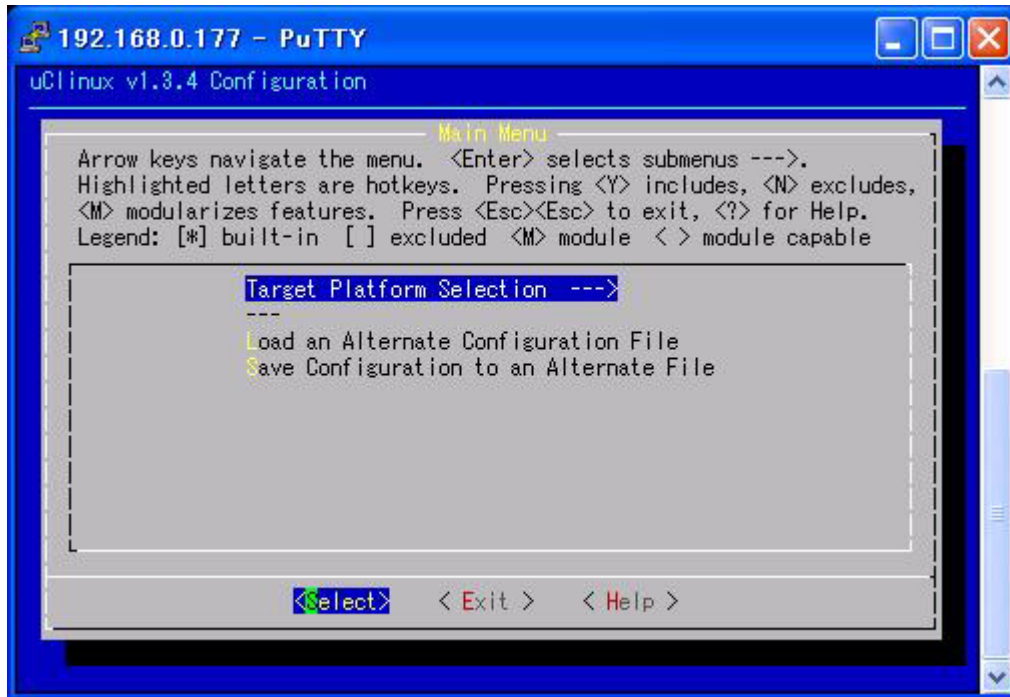 192.168.0.177 - PuTTY
uClinux v1.3.4 Configuration
Main Menu
Arrow keys navigate the menu.  <Enter> selects submenus --->.
Highlighted letters are hotkeys.  Pressing <Y> includes, <N> excludes,
<M> modularizes features.  Press <Esc><Esc> to exit, <?> for Help.
Legend: [*] built-in  [ ] excluded  <M> module  < > module capable
Target Platform Selection  --->
---
Load an Alternate Configuration File
Save Configuration to an Alternate File
<Select>    < Exit >    < Help >